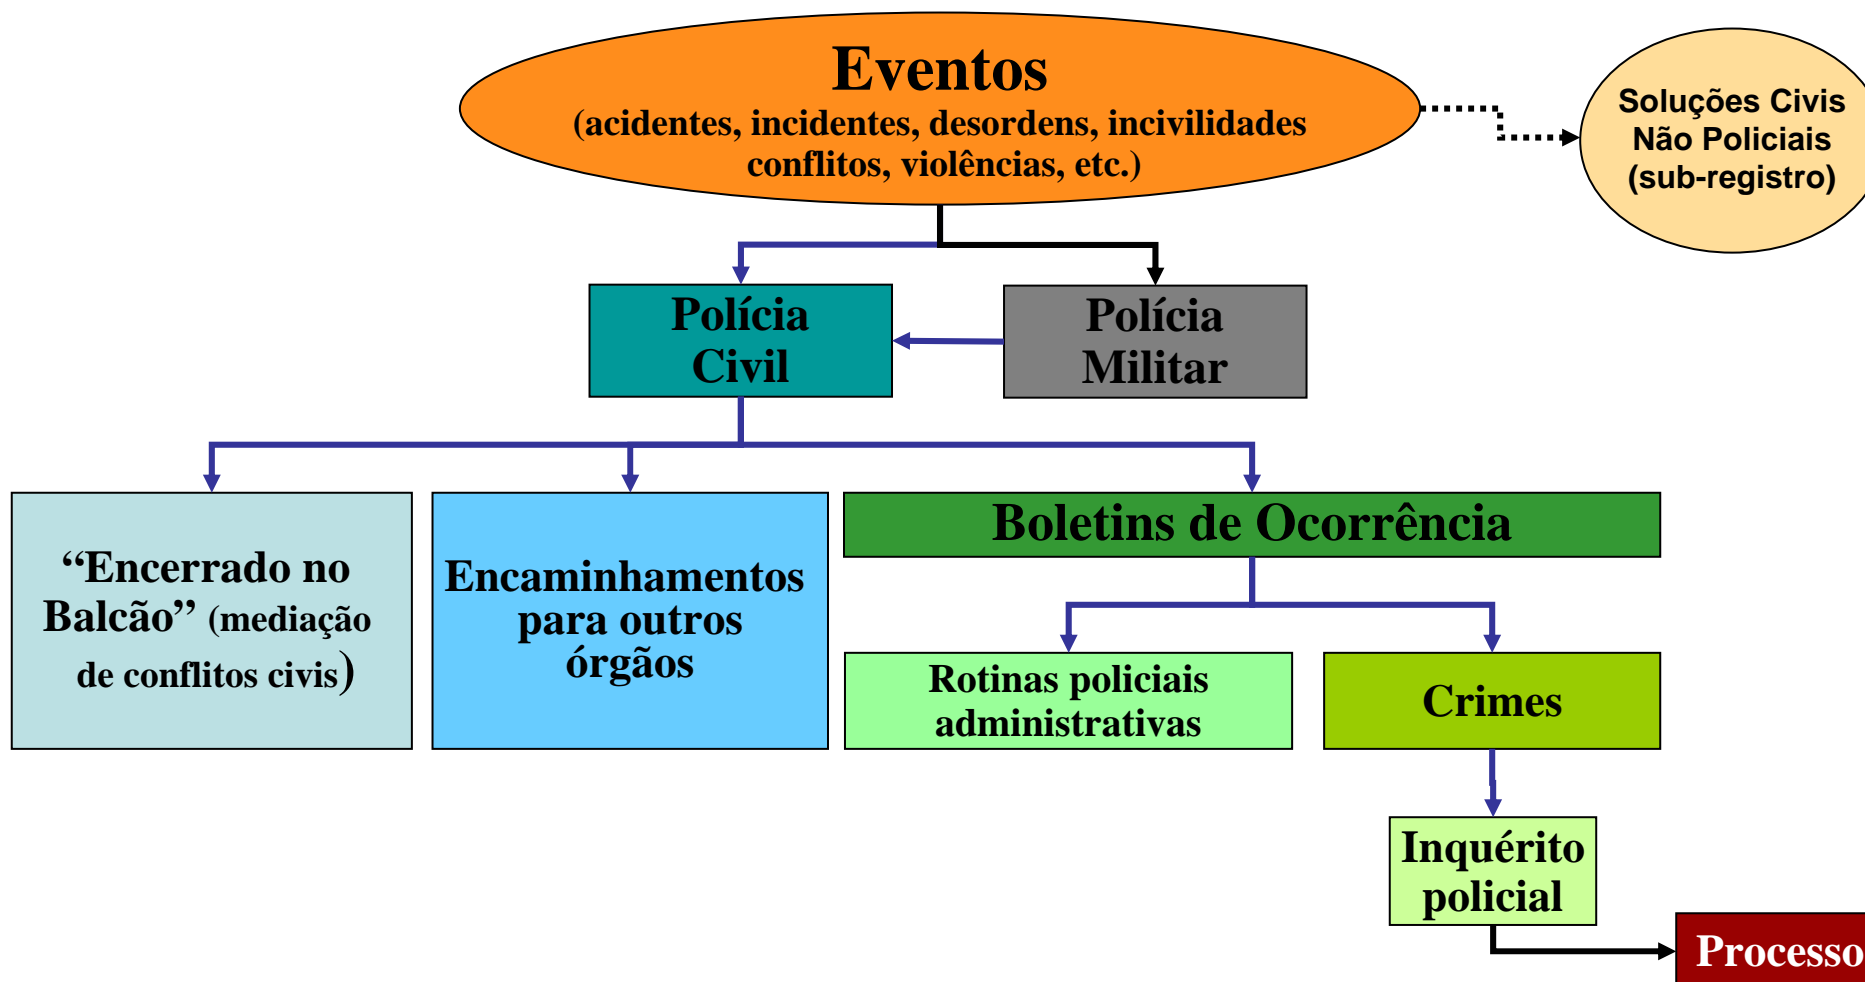 Eventos
(acidentes, incidentes, desordens, incivilidades
conflitos, violências, etc.)
Soluções Civis
Não Policiais
(sub-registro)
Polícia
Civil
Polícia
Militar
“Encerrado no
Balcão” (mediação
de conflitos civis)
Encaminhamentos
para outros
órgãos
Boletins de Ocorrência
Rotinas policiais
administrativas
Crimes
Inquérito
policial
Processo